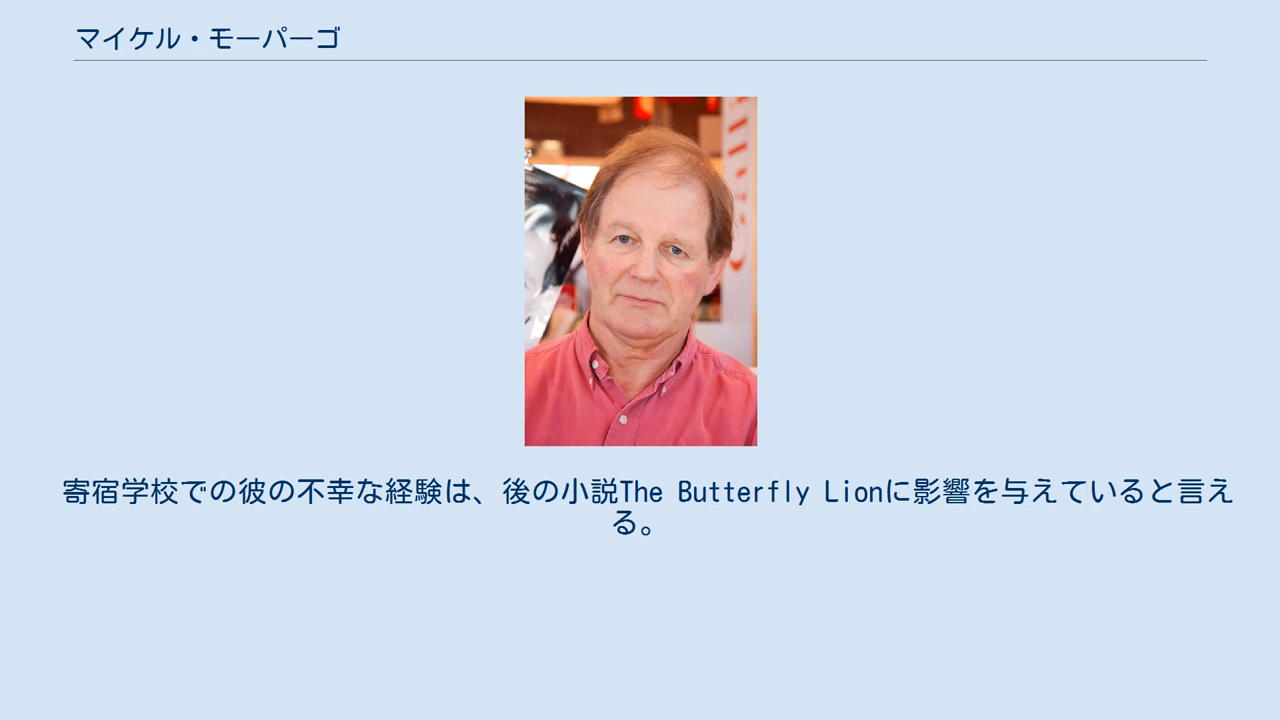 マイケル・モーパーゴ
寄宿学校での彼の不幸な経験は、後の小説The Butterfly Lionに影響を与えていると言え
る。